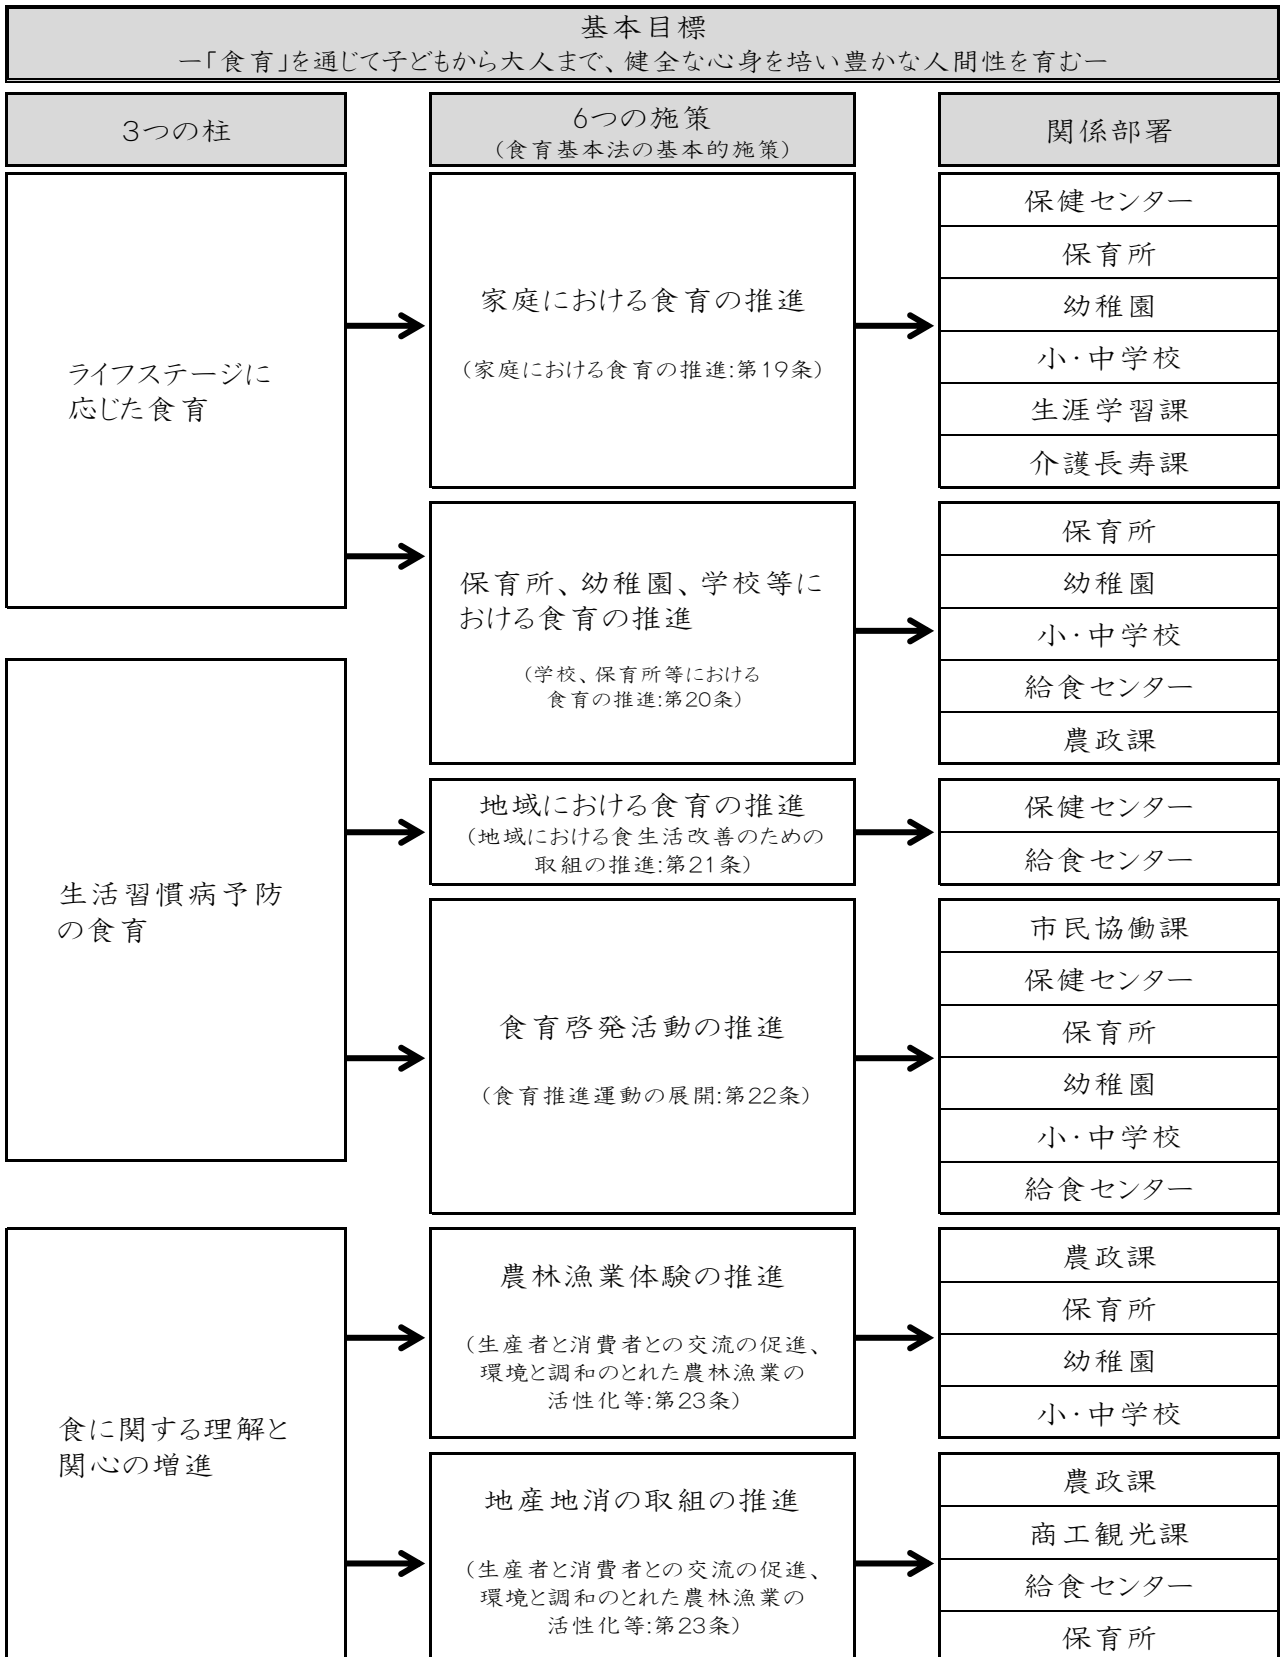 基本目標
ー「食育」を通じて子どもから大人まで、健全な心身を培い豊かな人間性を育むー
3つの柱
6つの施策
(食育基本法の基本的施策)
関係部署
ライフステージに
応じた食育
家庭における食育の推進
(家庭における食育の推進:第19条)
保健センター
保育所
幼稚園
小・中学校
生涯学習課
介護長寿課
保育所、幼稚園、学校等に
おける食育の推進
(学校、保育所等における
食育の推進:第20条)
保育所
幼稚園
小・中学校
給食センター
農政課
生活習慣病予防
の食育
地域における食育の推進
(地域における食生活改善のための
取組の推進:第21条)
保健センター
給食センター
食育啓発活動の推進
(食育推進運動の展開:第22条)
市民協働課
保健センター
保育所
幼稚園
小・中学校
給食センター
食に関する理解と
関心の増進
農林漁業体験の推進
(生産者と消費者との交流の促進、
環境と調和のとれた農林漁業の
活性化等:第23条)
農政課
保育所
幼稚園
小・中学校
地産地消の取組の推進
(生産者と消費者との交流の促進、
環境と調和のとれた農林漁業の
活性化等:第23条)
農政課
商工観光課
給食センター
保育所